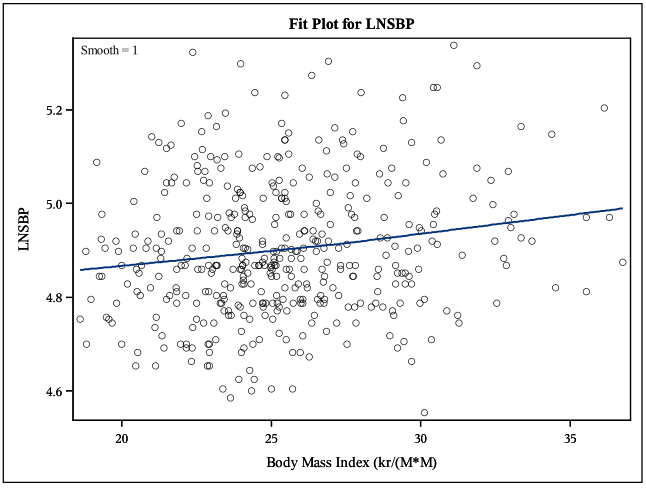 Fit Plot for LNSBP
Smooth = 1
5.2
5.0
4.8
4.6
LNSBP
20 25 30 35
Body Mass Index (kr/(M*M)